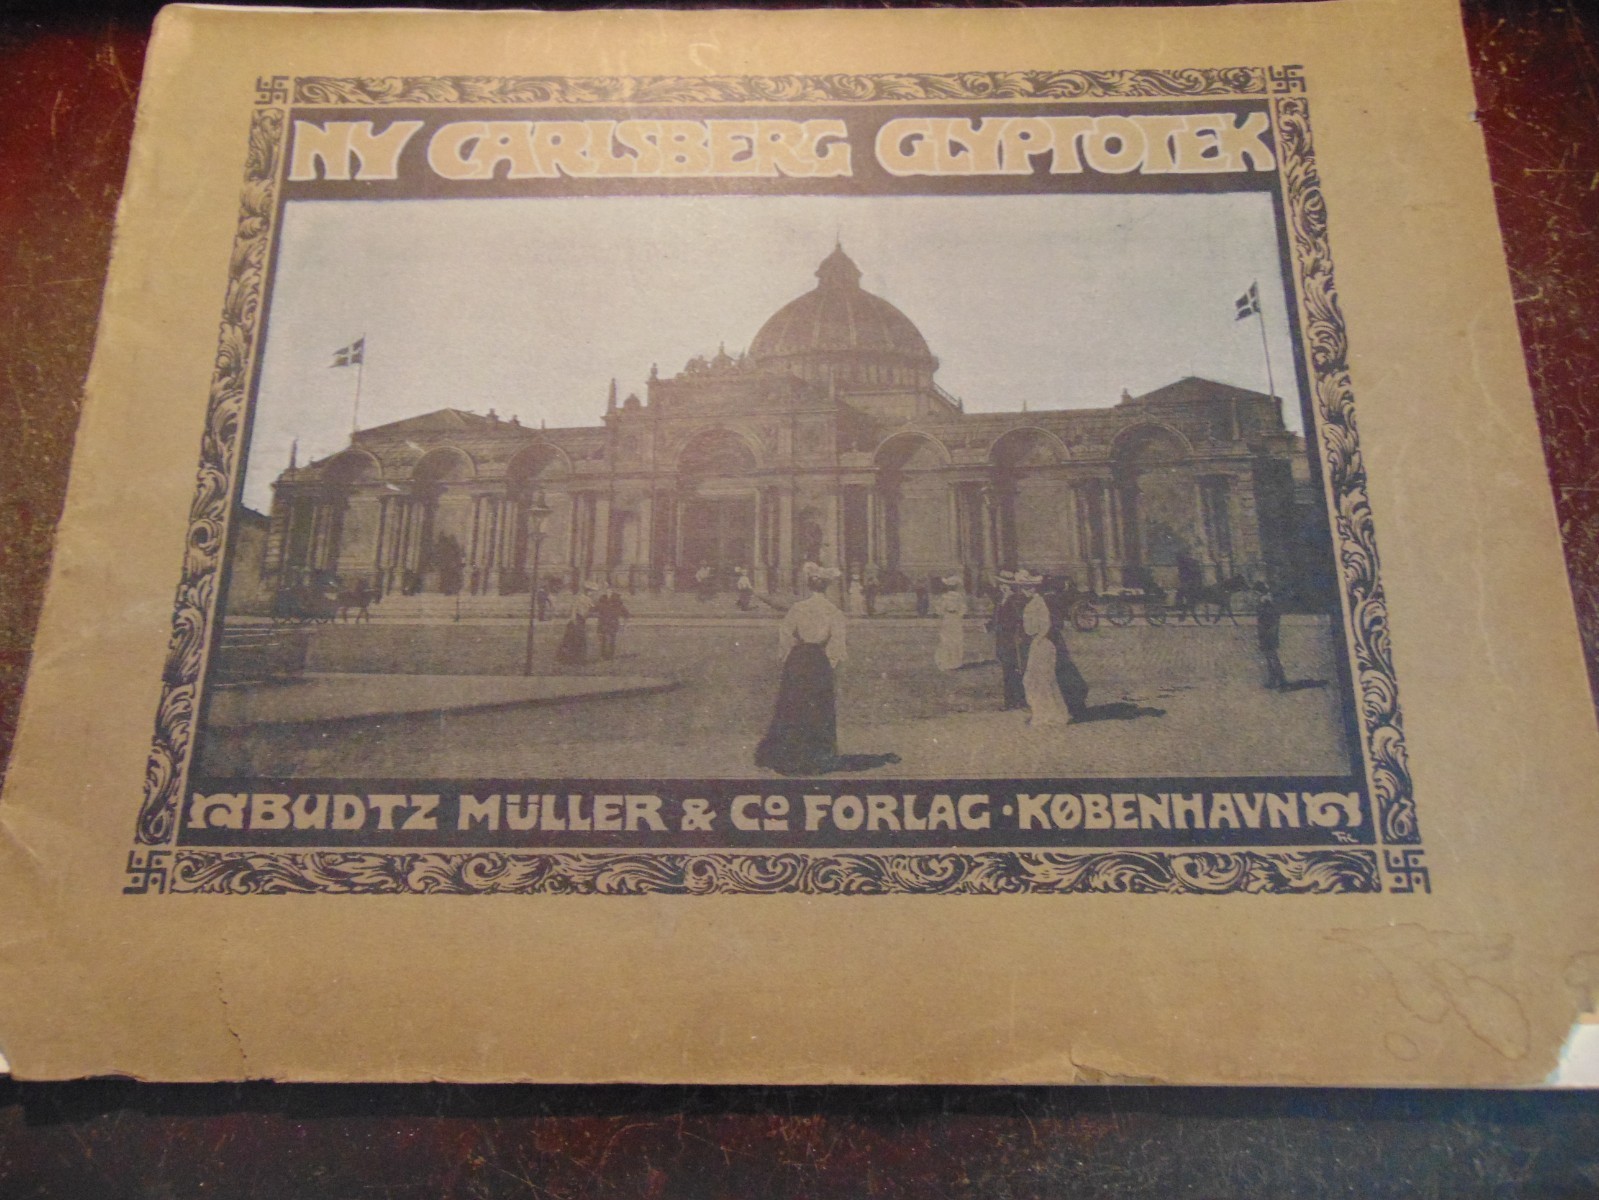 NY CARLSBERG GLYPTOTEK
BUDTZ MÜLLER & Cº FORLAG · KØBENHAVN